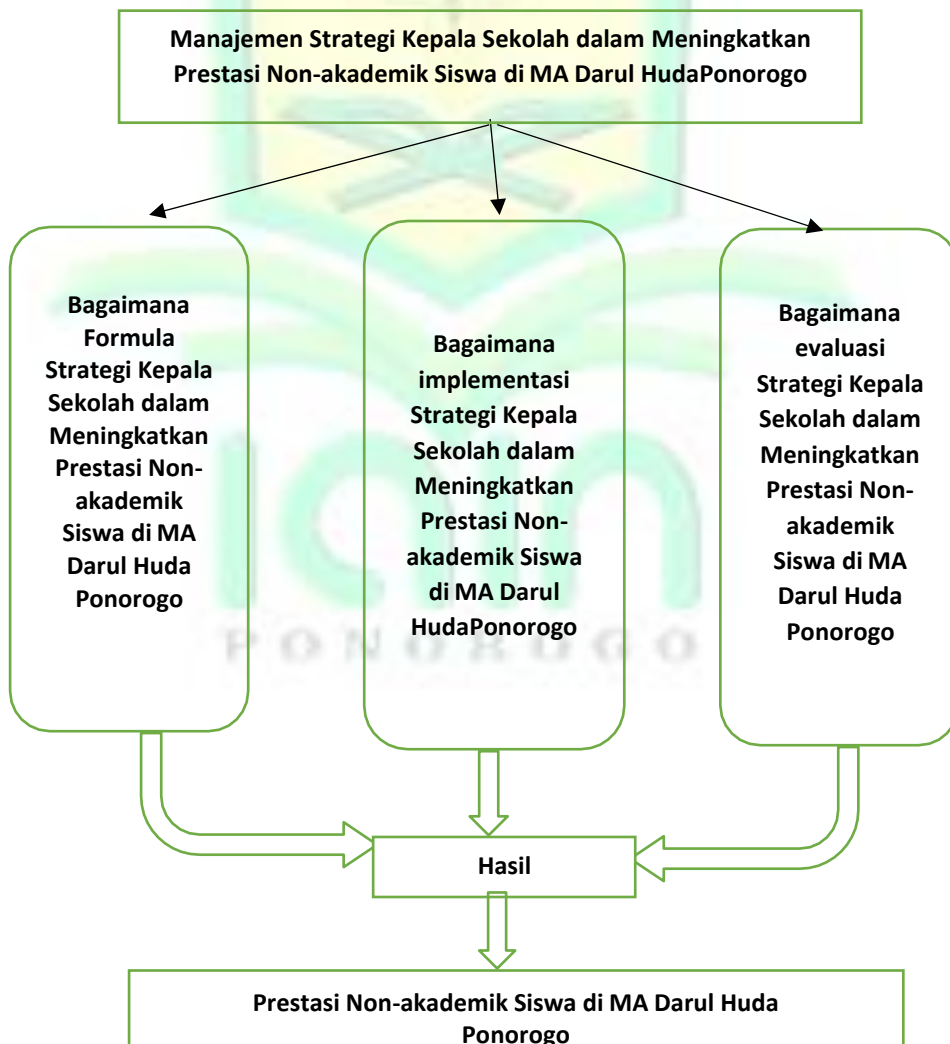 Manajemen Strategi Kepala Sekolah dalam Meningkatkan
Prestasi Non-akademik Siswa di MA Darul HudaPonorogo
Bagaimana
Formula
Strategi Kepala
Sekolah dalam
Meningkatkan
Prestasi Non-
akademik
Siswa di MA
Darul Huda
Ponorogo
Bagaimana
implementasi
Strategi Kepala
Sekolah dalam
Meningkatkan
Prestasi Non-
akademik Siswa
di MA Darul
HudaPonorogo
Bagaimana
evaluasi
Strategi Kepala
Sekolah dalam
Meningkatkan
Prestasi Non-
akademik
Siswa di MA
Darul Huda
Ponorogo
iain
PONOROGO
Hasil
Prestasi Non-akademik Siswa di MA Darul Huda
Ponorogo